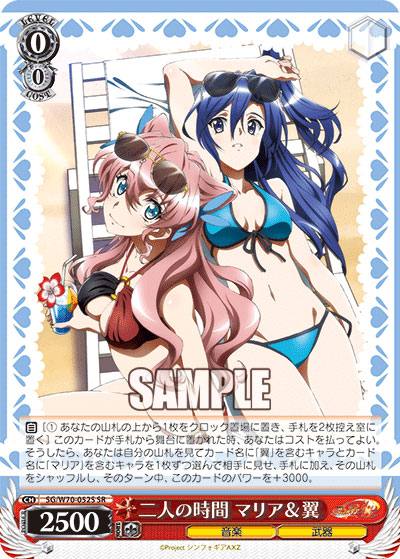 LEVEL
0
0
COST
SAMPLE
自【① あなたの山札の上から1枚をクロック置場に置き、手札を2枚控え室に
置く】このカードが手札から舞台に置かれた時、あなたはコストを払ってよい。
そうしたら、あなたは自分の山札を見てカード名に「翼」を含むキャラとカード
名に「マリア」を含むキャラを1枚ずつ選んで相手に見せ、手札に加え、その山札
をシャッフルし、そのターン中、このカードのパワーを+3000。
CH SG/W70-052S SR
2500
二人の時間 マリア&翼
音楽 武器
©Project シンフォギアAXZ